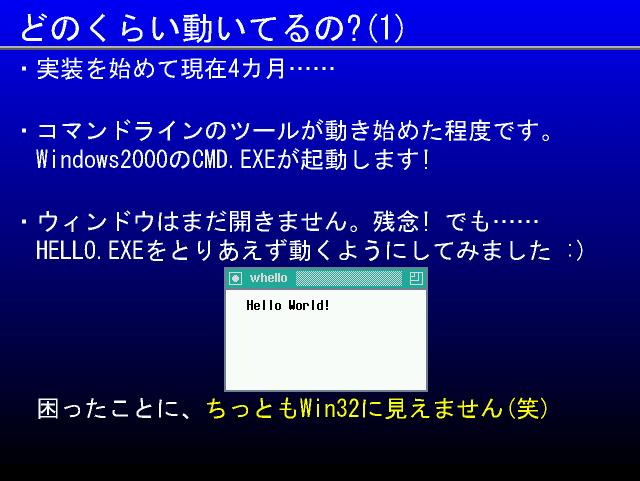 どのくらい動いてるの?(1)
・実装を始めて現在4カ月……
・コマンドラインのツールが動き始めた程度です。
Windows2000のCMD.EXEが起動します!
・ウィンドウはまだ開きません。残念! でも……
HELLO.EXEをとりあえず動くようにしてみました :)
whello
Hello World!
困ったことに、ちっともWin32に見えません(笑)